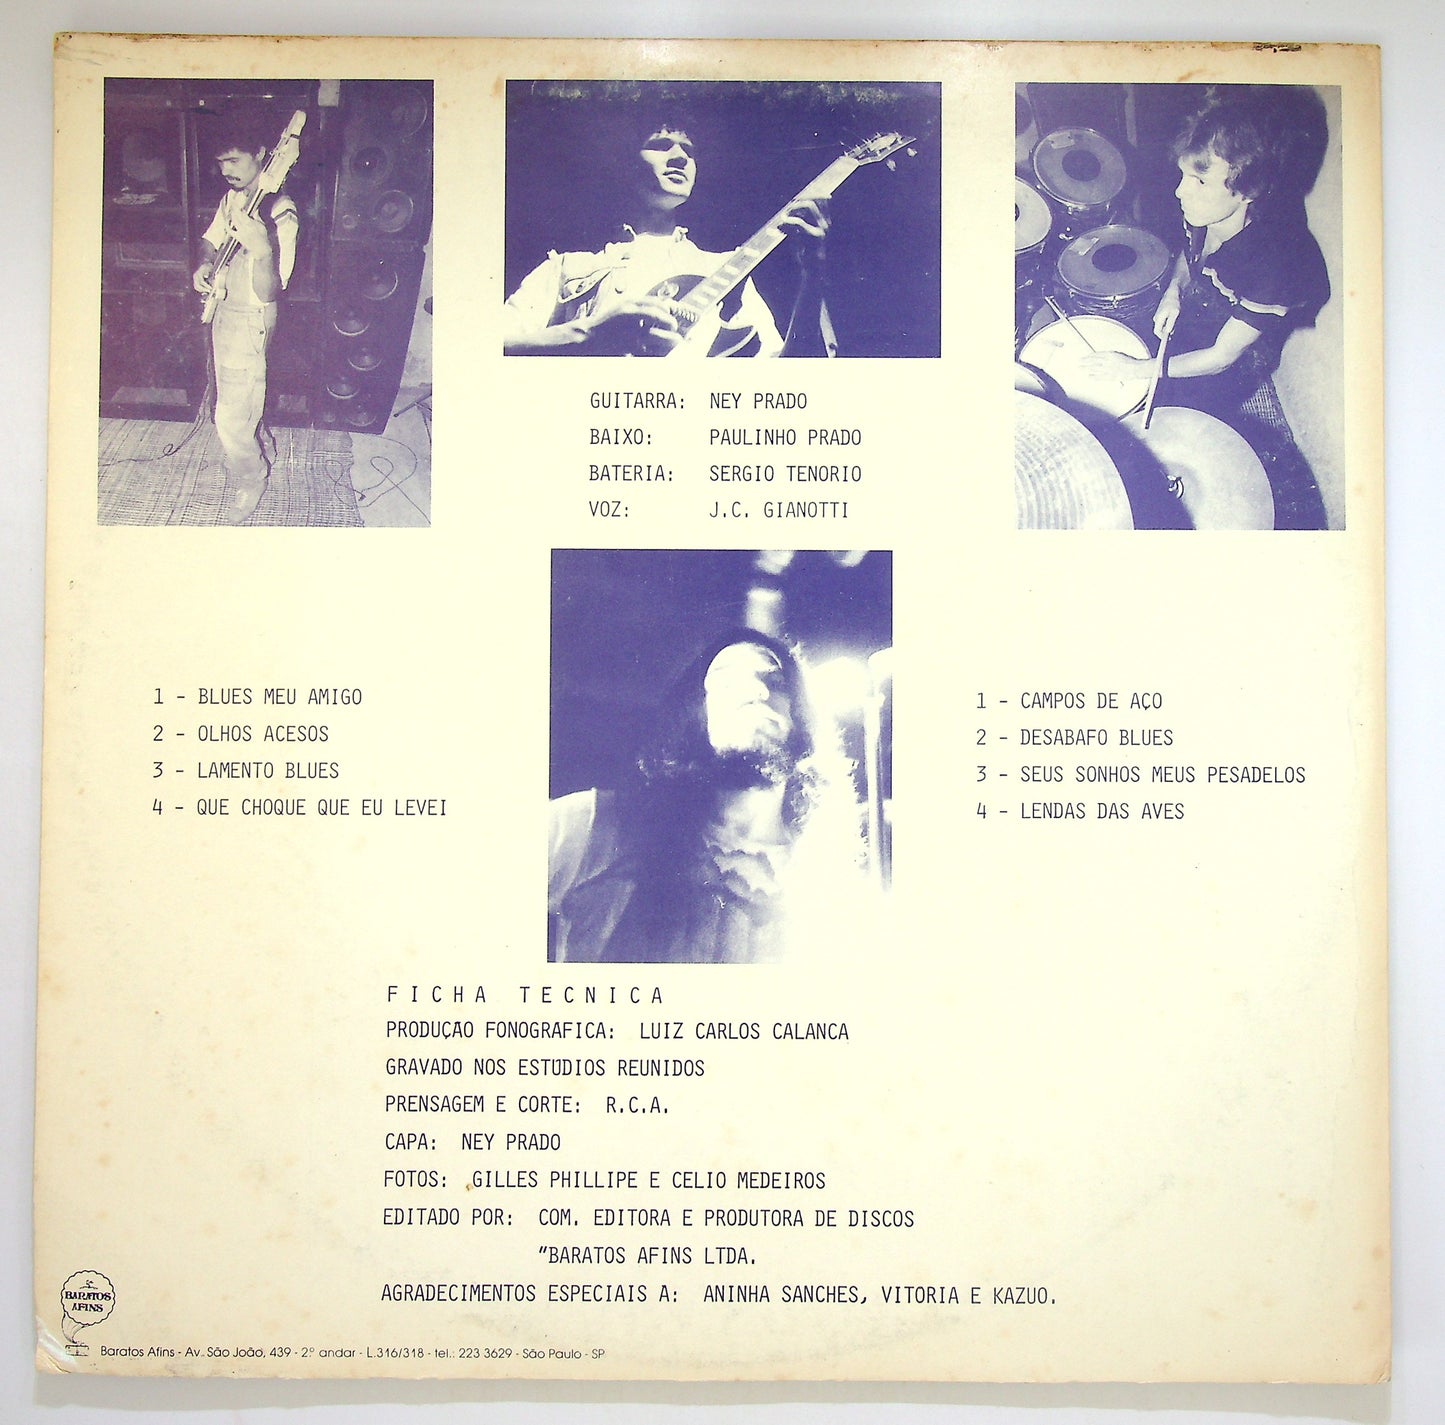 GUITARRA: NEY PRADO
BAIXO: PAULINHO PRADO
BATERIA: SERGIO TENORIO
VOZ: J.C. GIANOTTI
1 - BLUES MEU AMIGO
2 - OLHOS ACESOS
3 - LAMENTO BLUES
4 - QUE CHOQUE QUE EU LEVEI
1 - CAMPOS DE AÇO
2 - DESABAFO BLUES
3 - SEUS SONHOS MEUS PESADELOS
4 - LENDAS DAS AVES
FICHA TECNICA
PRODUÇAO FONOGRAFICA: LUIZ CARLOS CALANCA
GRAVADO NOS ESTÚDIOS REUNIDOS
PRENSAGEM E CORTE: R.C.A.
CAPA: NEY PRADO
FOTOS: GILLES PHILLIPE E CELIO MEDEIROS
EDITADO POR: COM. EDITORA E PRODUTORA DE DISCOS
"BARATOS AFINS LTDA.
AGRADECIMENTOS ESPECIAIS A: ANINHA SANCHES, VITORIA E KAZUO.
BARATOS
AFINS
Baratos Afins - Av. São João, 439 - 2º andar - L.316/318 - tel.: 223 3629 - São Paulo - SP